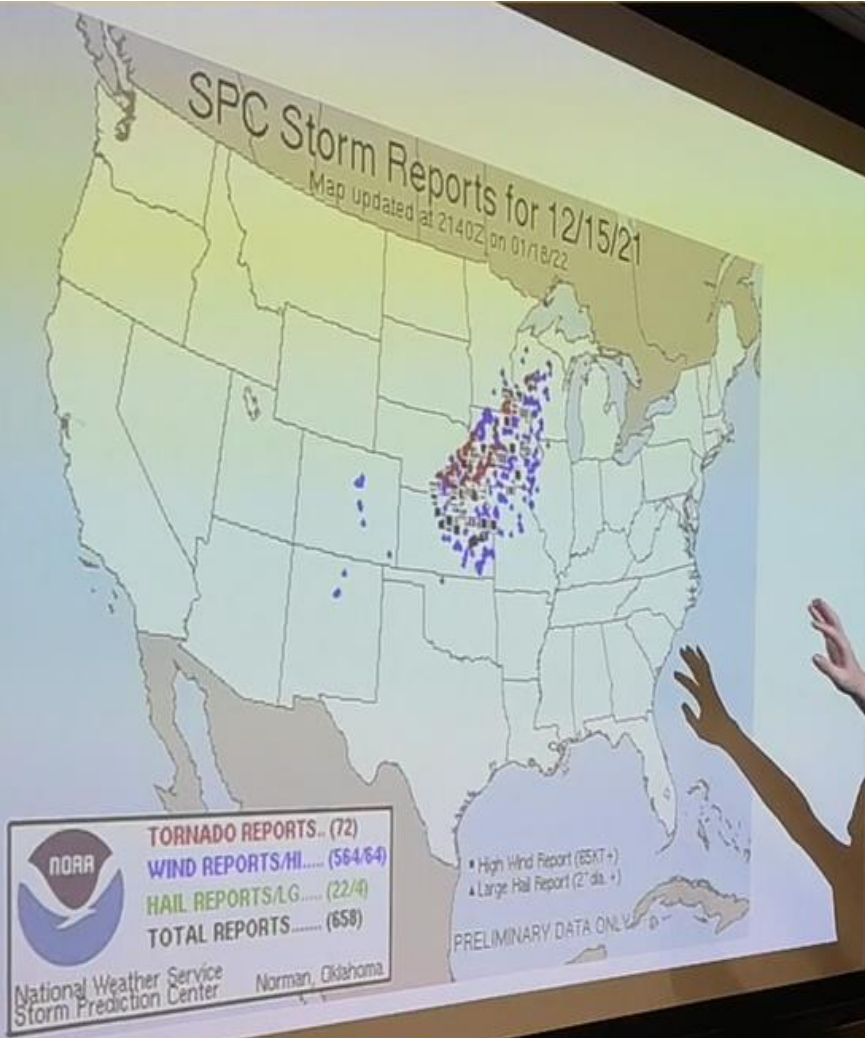 SPC Storm Reports for 12/15/21
Map updated at 2140Z on 01/18/22
NOAA
TORNADO REPORTS.. (72)
WIND REPORTS/HI..... (564/64)
HAIL REPORTS/LG..... (22/4)
TOTAL REPORTS....... (658)
National Weather Service
Storm Prediction Center
Norman, Oklahoma
High Wind Report (65KT+)
Large Hail Report (2" dia. +)
PRELIMINARY DATA ONLY